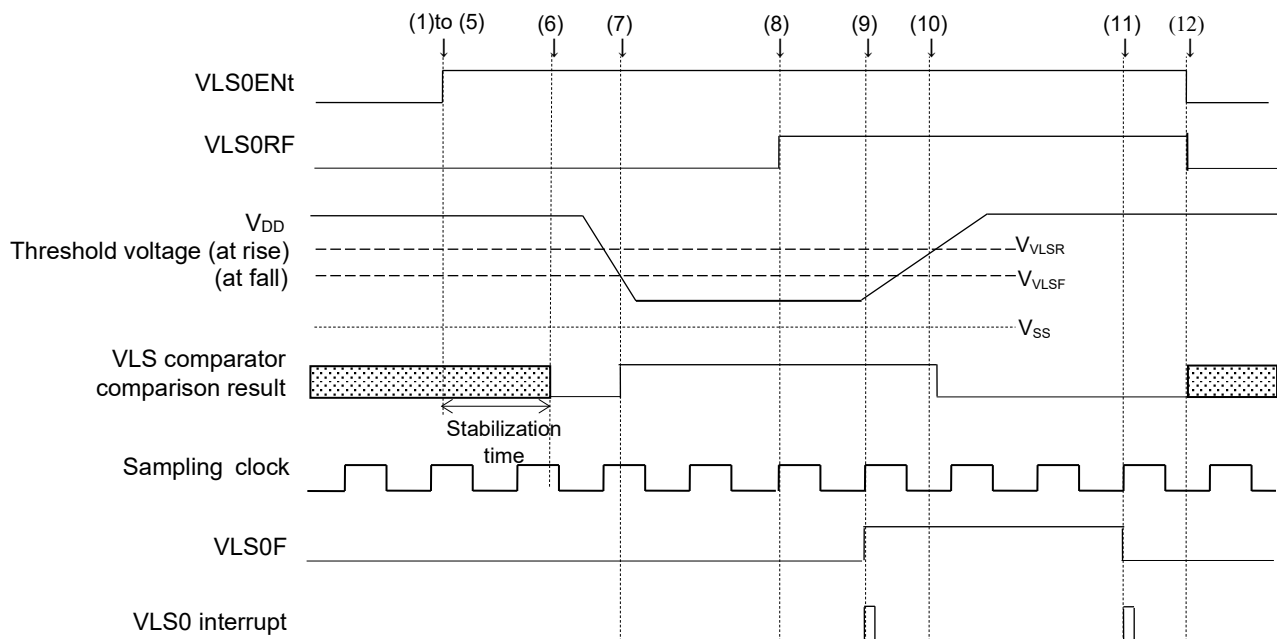 (1)to (5) (6) (7) (8) (9) (10) (11) (12)
VLS0ENt
VLS0RF
VDD
Threshold voltage (at rise)
VVLSR
(at fall)
VVLSF
VSS
VLS comparator
comparison result
Stabilization
time
Sampling clock
VLS0F
VLS0 interrupt